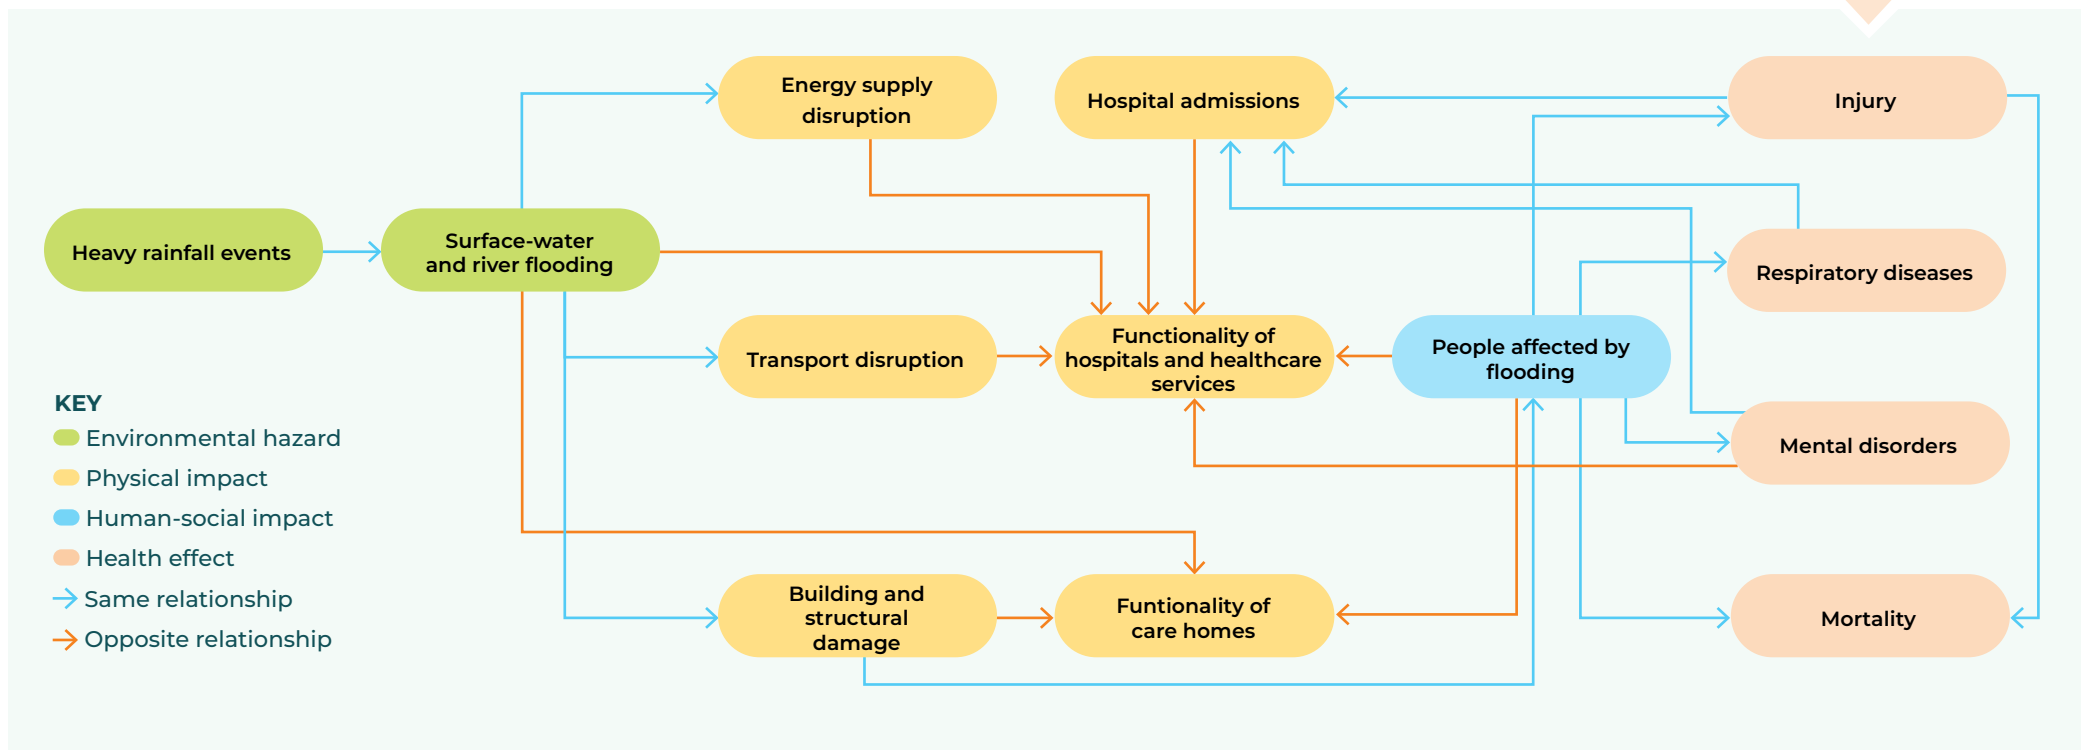 Energy supply
disruption
Hospital admissions
Injury
Heavy rainfall events
Surface-water
and river flooding
Respiratory diseases
Transport disruption
Functionality of
hospitals and healthcare
services
People affected by
flooding
Mental disorders
Building and
structural
damage
Funtionality of
care homes
Mortality
KEY
Environmental hazard
Physical impact
Human-social impact
Health effect
Same relationship
Opposite relationship